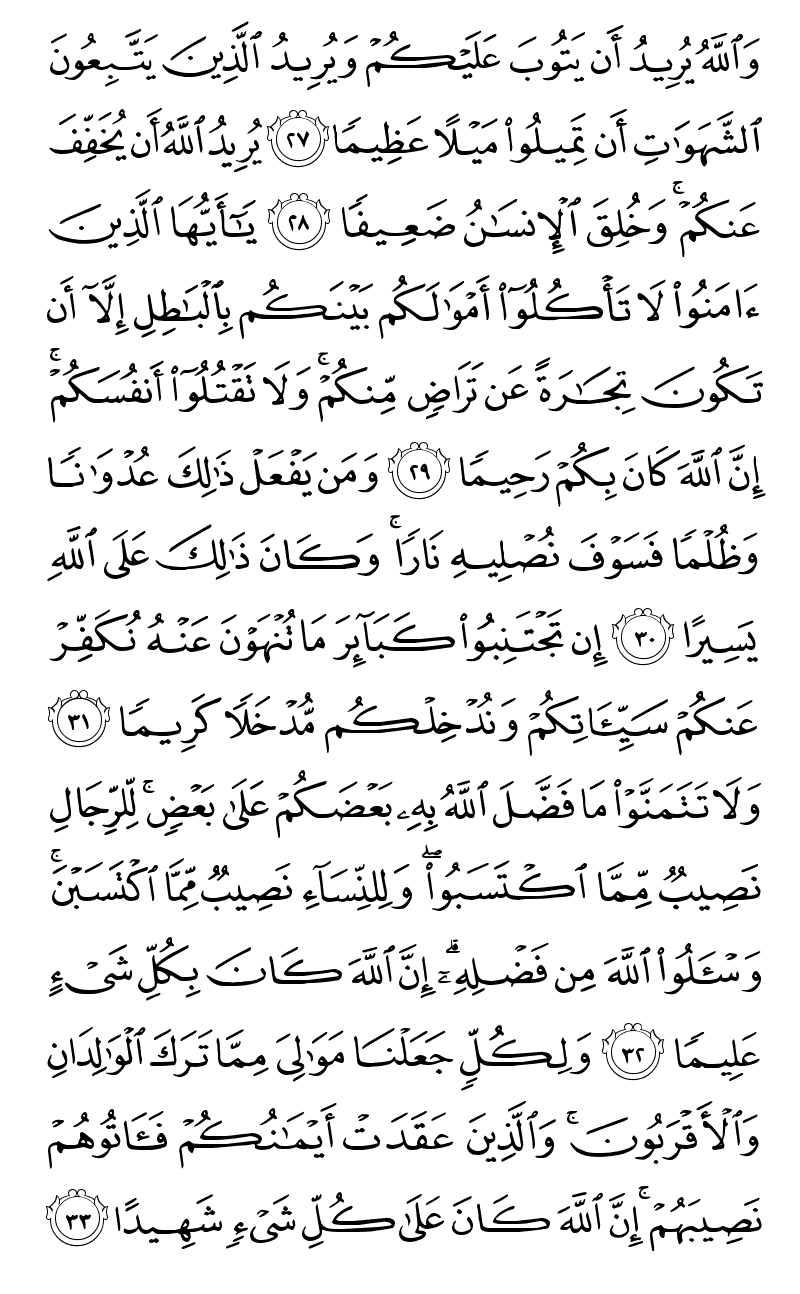 وَٱللَّهُ يُرِيدُ أَن يَتُوبَ عَلَيۡكُمۡ وَيُرِيدُ ٱلَّذِينَ يَتَّبِعُونَ
ٱلشَّهَوَٰتِ أَن تَمِيلُواْ مَيۡلًا عَظِيمٗا ٢٧ يُرِيدُ ٱللَّهُ أَن يُخَفِّفَ
عَنكُمۡۚ وَخُلِقَ ٱلۡإِنسَٰنُ ضَعِيفٗا ٢٨ يَٰٓأَيُّهَا ٱلَّذِينَ
ءَامَنُواْ لَا تَأۡكُلُوٓاْ أَمۡوَٰلَكُم بَيۡنَكُم بِٱلۡبَٰطِلِ إِلَّآ أَن
تَكُونَ تِجَٰرَةً عَن تَرَاضٖ مِّنكُمۡۚ وَلَا تَقۡتُلُوٓاْ أَنفُسَكُمۡۚ
إِنَّ ٱللَّهَ كَانَ بِكُمۡ رَحِيمٗا ٢٩ وَمَن يَفۡعَلۡ ذَٰلِكَ عُدۡوَٰنٗا
وَظُلۡمٗا فَسَوۡفَ نُصۡلِيهِ نَارٗاۚ وَكَانَ ذَٰلِكَ عَلَى ٱللَّهِ
يَسِيرًا ٣٠ إِن تَجۡتَنِبُواْ كَبَآئِرَ مَا تُنۡهَوۡنَ عَنۡهُ نُكَفِّرۡ
عَنكُمۡ سَيِّـَٔاتِكُمۡ وَنُدۡخِلۡكُم مُّدۡخَلٗا كَرِيمٗا ٣١
وَلَا تَتَمَنَّوۡاْ مَا فَضَّلَ ٱللَّهُ بِهِۦ بَعۡضَكُمۡ عَلَىٰ بَعۡضٖۚ لِّلرِّجَالِ
نَصِيبٞ مِّمَّا ٱكۡتَسَبُواْۖ وَلِلنِّسَآءِ نَصِيبٞ مِّمَّا ٱكۡتَسَبۡنَۚ
وَسۡـَٔلُواْ ٱللَّهَ مِن فَضۡلِهِۦٓۗ إِنَّ ٱللَّهَ كَانَ بِكُلِّ شَيۡءٍ
عَلِيمٗا ٣٢ وَلِكُلّٖ جَعَلۡنَا مَوَٰلِيَ مِمَّا تَرَكَ ٱلۡوَٰلِدَانِ
وَٱلۡأَقۡرَبُونَۚ وَٱلَّذِينَ عَقَدَتۡ أَيۡمَٰنُكُمۡ فَـَٔاتُوهُمۡ
نَصِيبَهُمۡۚ إِنَّ ٱللَّهَ كَانَ عَلَىٰ كُلِّ شَيۡءٖ شَهِيدًا ٣٣